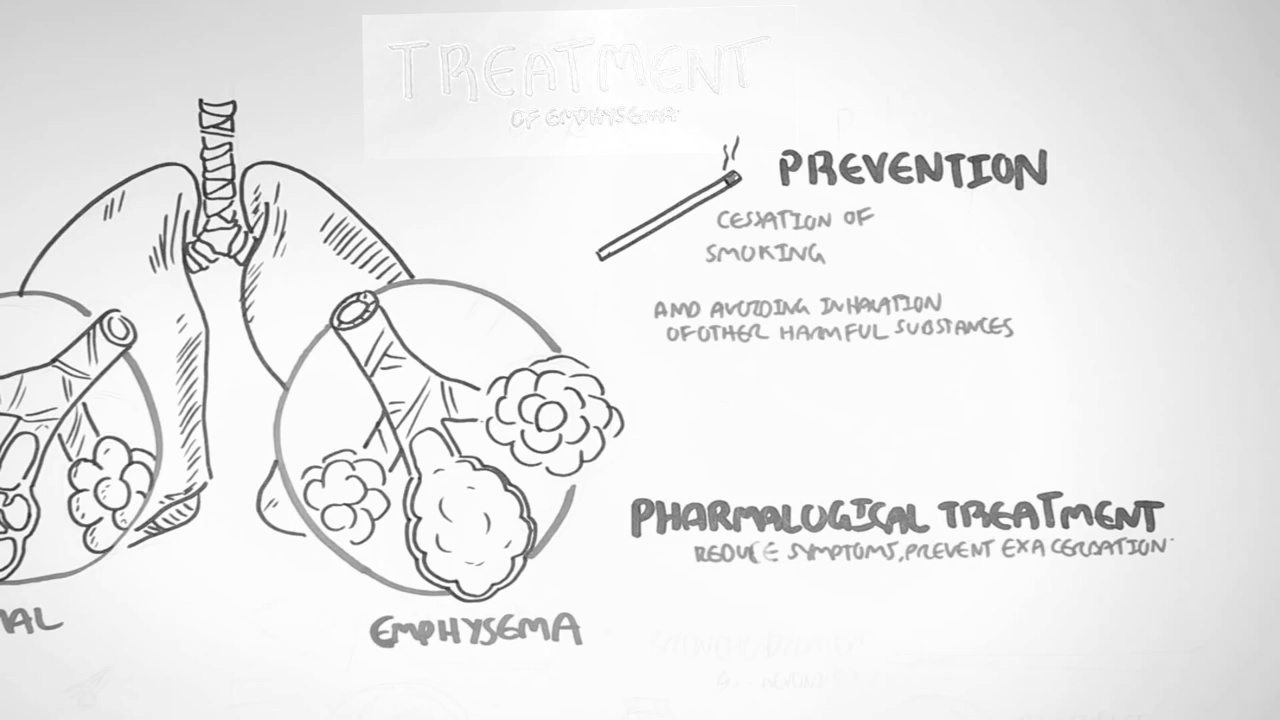 TREATMENT
OF EMPHYSEMA
PREVENTION
CESSATION OF
SMOKING
AND AVOIDING INHALATION
OF OTHER HARMFUL SUBSTANCES
PHARMALOGICAL TREATMENT
REDUCE SYMPTOMS, PREVENT EXACERBATION
MAL
EMPHYSEMA